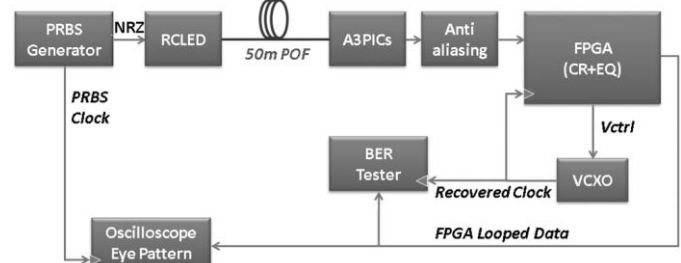 PRBS
Generator
NRZ
RCLED
50m POF
A3PICs
Anti
aliasing
FPGA
(CR+EQ)
PRBS
Clock
Vctrl
BER
Tester
VCXO
Recovered Clock
Oscilloscope
Eye Pattern
FPGA Looped Data